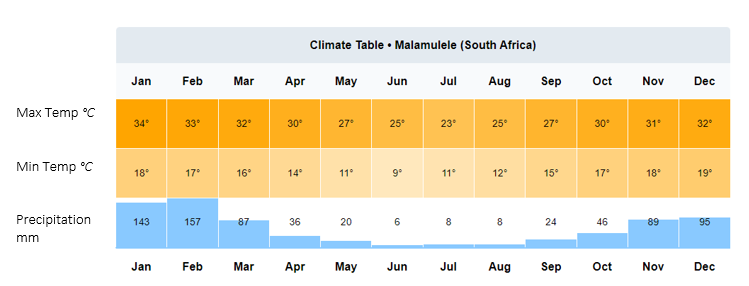 Climate Table • Malamulele (South Africa)
Jan Feb Mar Apr May Jun Jul Aug Sep Oct Nov Dec
Max Temp °C 34° 33° 32° 30° 27° 25° 23° 25° 27° 30° 31° 32°
Min Temp °C 18° 17° 16° 14° 11° 9° 11° 12° 15° 17° 18° 19°
Precipitation
mm 143 157 87 36 20 6 8 8 24 46 89 95
Jan Feb Mar Apr May Jun Jul Aug Sep Oct Nov Dec